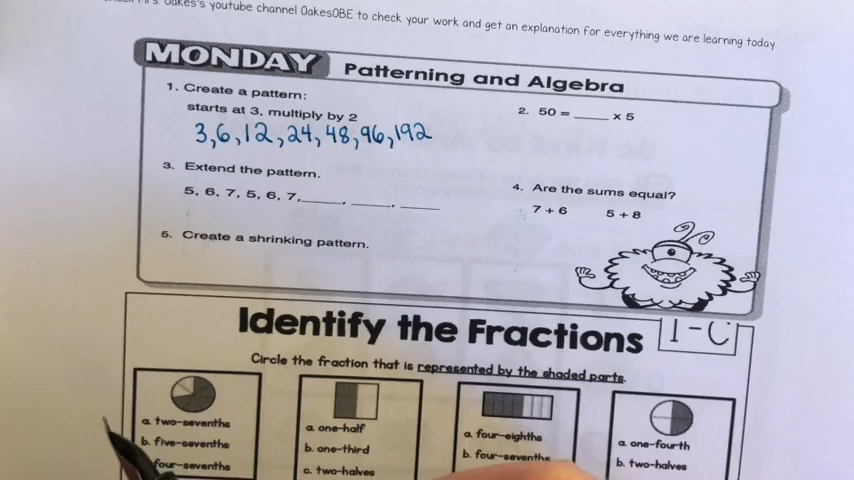 Oakes's youtube channel OakesOBE to check your work and get an explanation for everything we are learning today
MONDAY Patterning and Algebra
1. Create a pattern:
starts at 3, multiply by 2
3, 6, 12, 24, 48, 96, 192
2. 50 = _____ x 5
3. Extend the pattern.
5, 6, 7, 5, 6, 7, _____, _____, _____
4. Are the sums equal?
7 + 6 5 + 8
5. Create a shrinking pattern.
Identify the Fractions
1-C
Circle the fraction that is represented by the shaded parts.
a. two-sevenths
b. five-sevenths
four-sevenths
a. one-half
b. one-third
c. two-halves
a. four-eighths
b. four-sevenths
a. one-fourth
b. two-halves